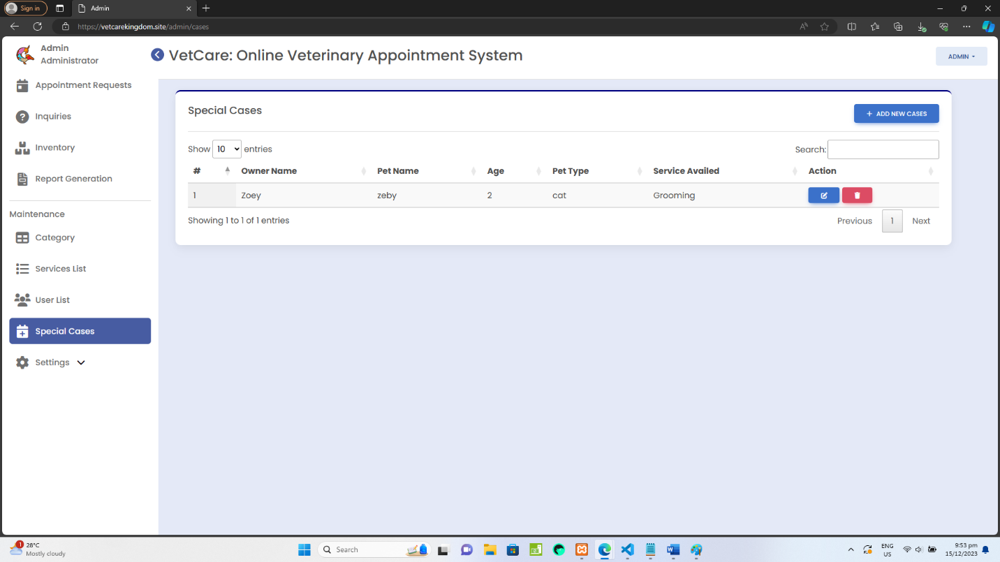 Sign in
Admin
https://vetcarekingdom.site/admin/cases
Admin
Administrator
VetCare: Online Veterinary Appointment System
ADMIN
Appointment Requests
Inquiries
Inventory
Report Generation
Maintenance
Category
Services List
User List
Special Cases
Settings
Special Cases
+ ADD NEW CASES
Show 10 entries
Search:
# Owner Name Pet Name Age Pet Type Service Availed Action
1 Zoey zeby 2 cat Grooming
Showing 1 to 1 of 1 entries
Previous 1 Next
1
28°C
Mostly cloudy
Search
ENG
US
9:53 pm
15/12/2023